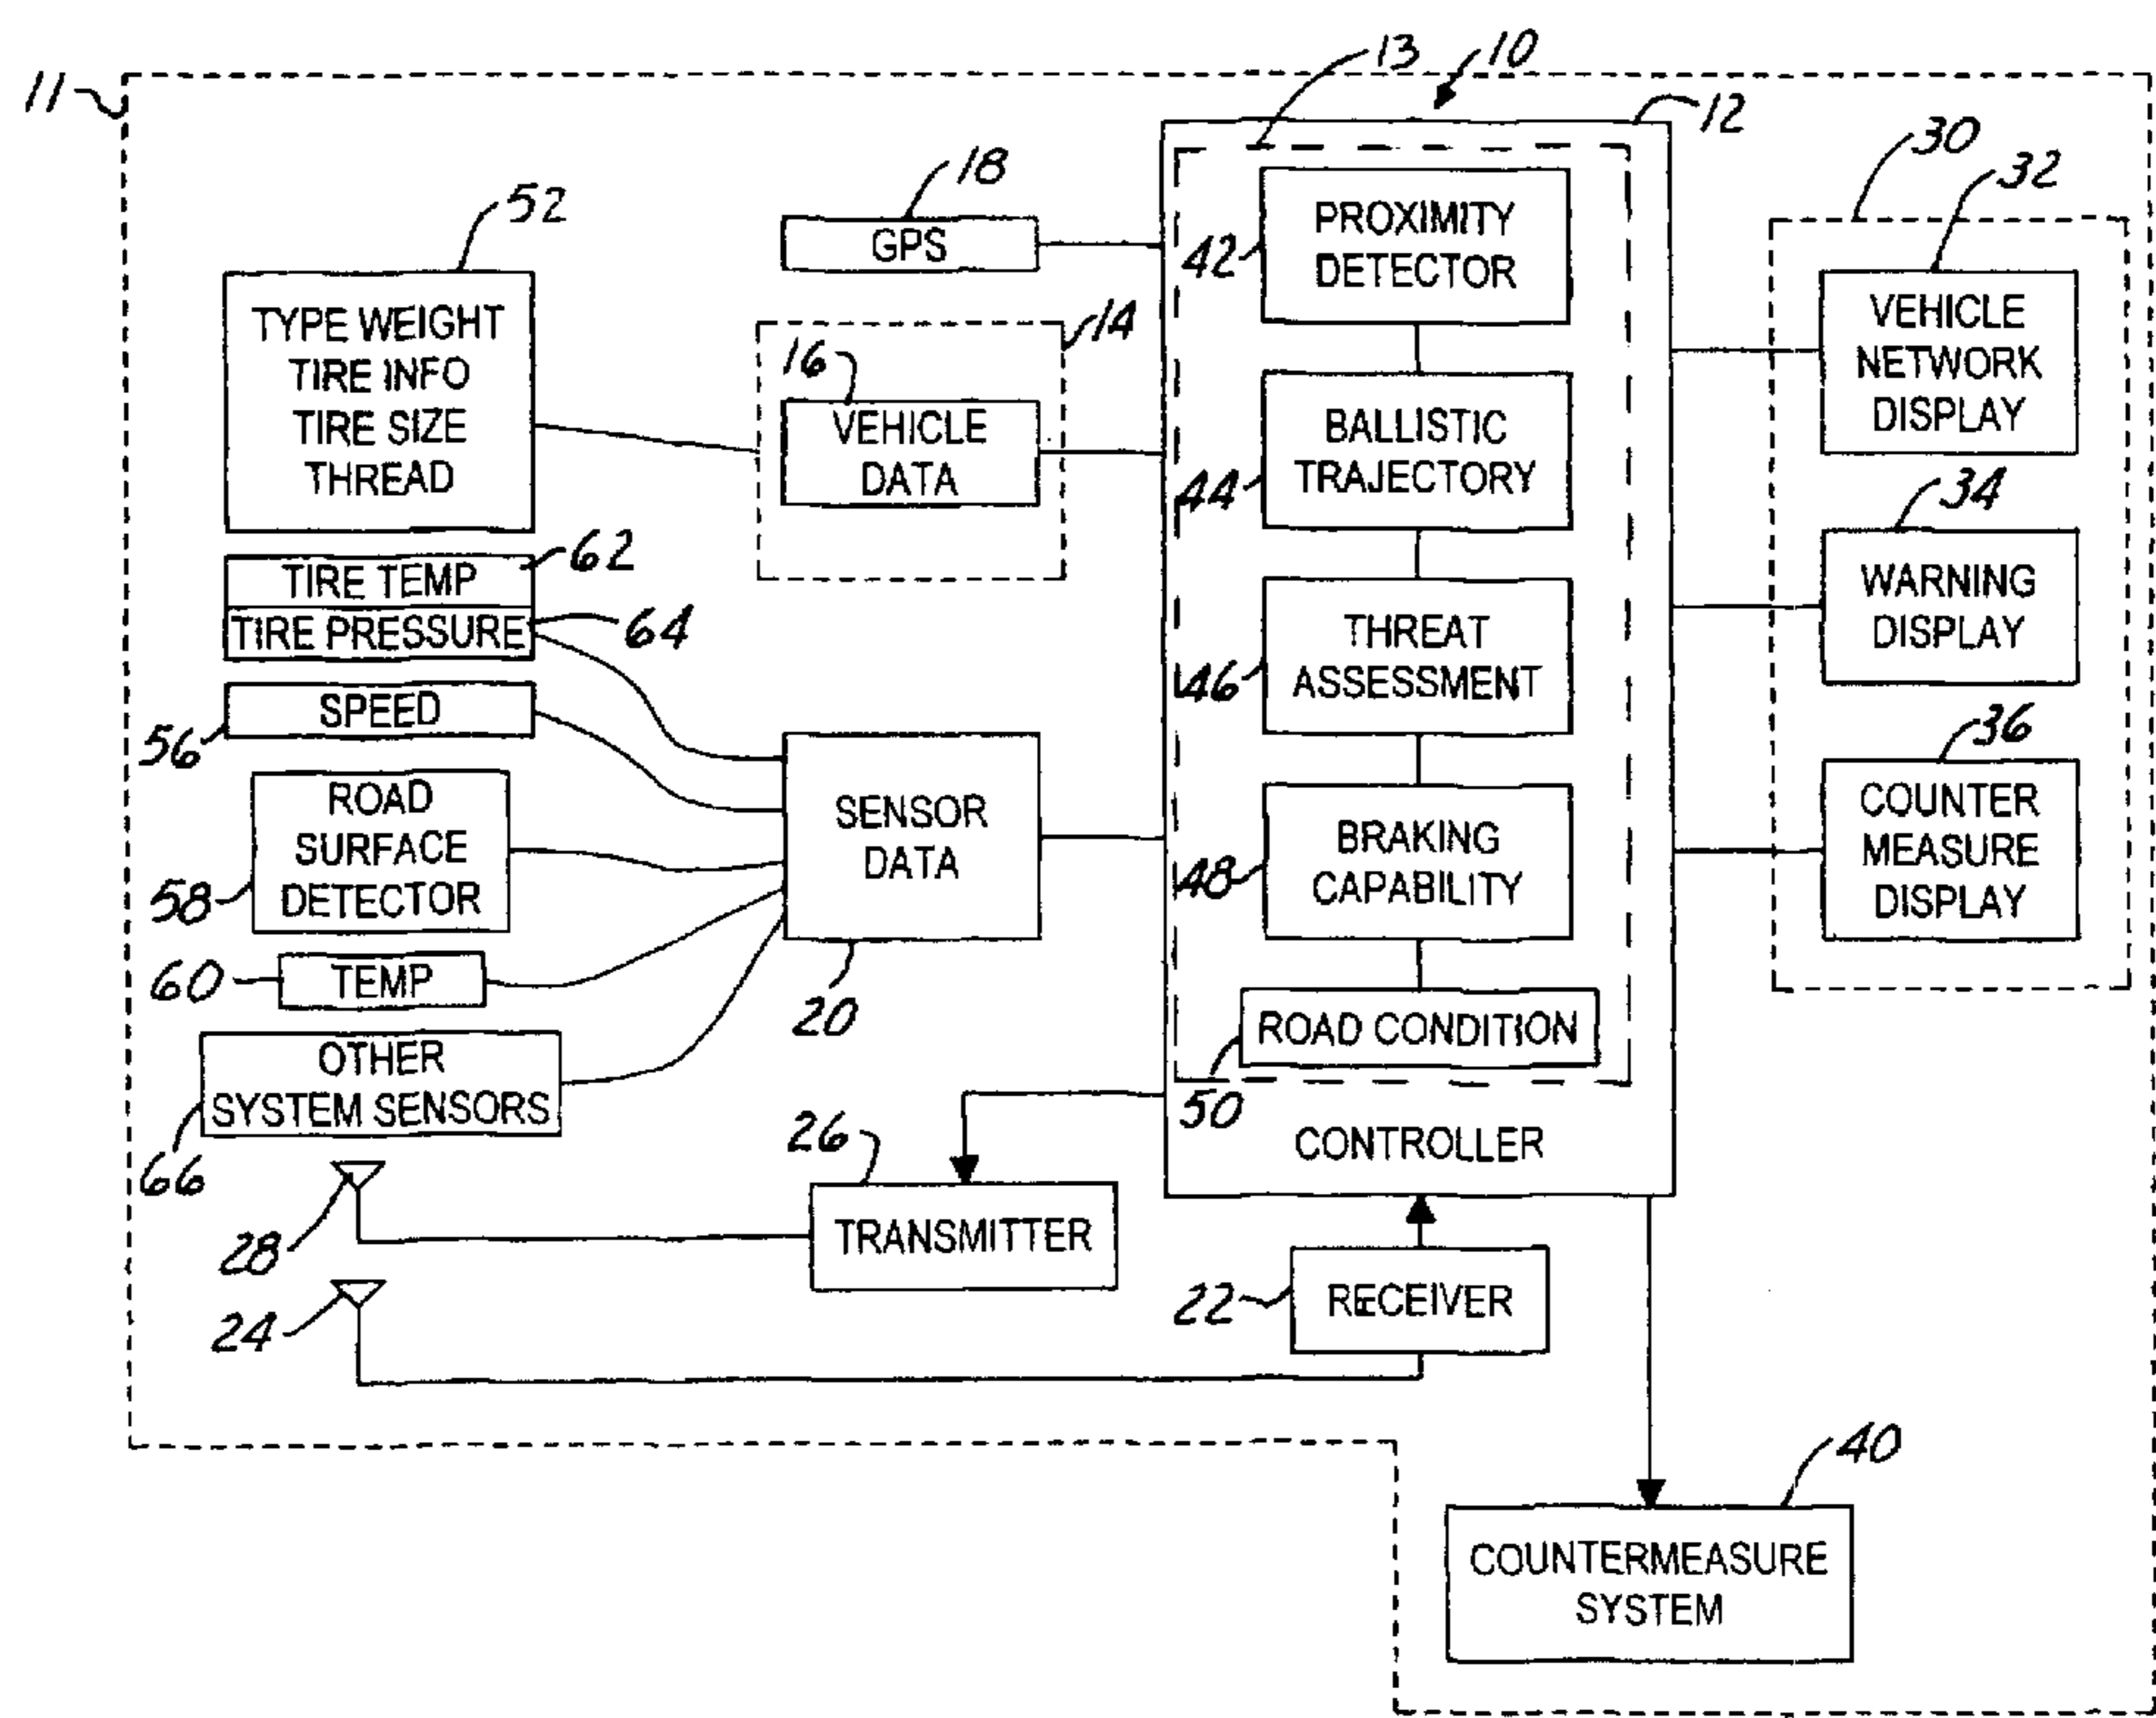 11
13
10
12
18
GPS
52
TYPE WEIGHT
TIRE INFO
TIRE SIZE
THREAD
14
16
VEHICLE
DATA
62
TIRE TEMP
TIRE PRESSURE
64
SPEED
56
ROAD
SURFACE
DETECTOR
58
60
TEMP
OTHER
SYSTEM SENSORS
66
SENSOR
DATA
20
42
PROXIMITY
DETECTOR
44
BALLISTIC
TRAJECTORY
46
THREAT
ASSESSMENT
48
BRAKING
CAPABILITY
ROAD CONDITION
50
CONTROLLER
30
32
VEHICLE
NETWORK
DISPLAY
34
WARNING
DISPLAY
36
COUNTER
MEASURE
DISPLAY
26
TRANSMITTER
28
24
22
RECEIVER
40
COUNTERMEASURE
SYSTEM